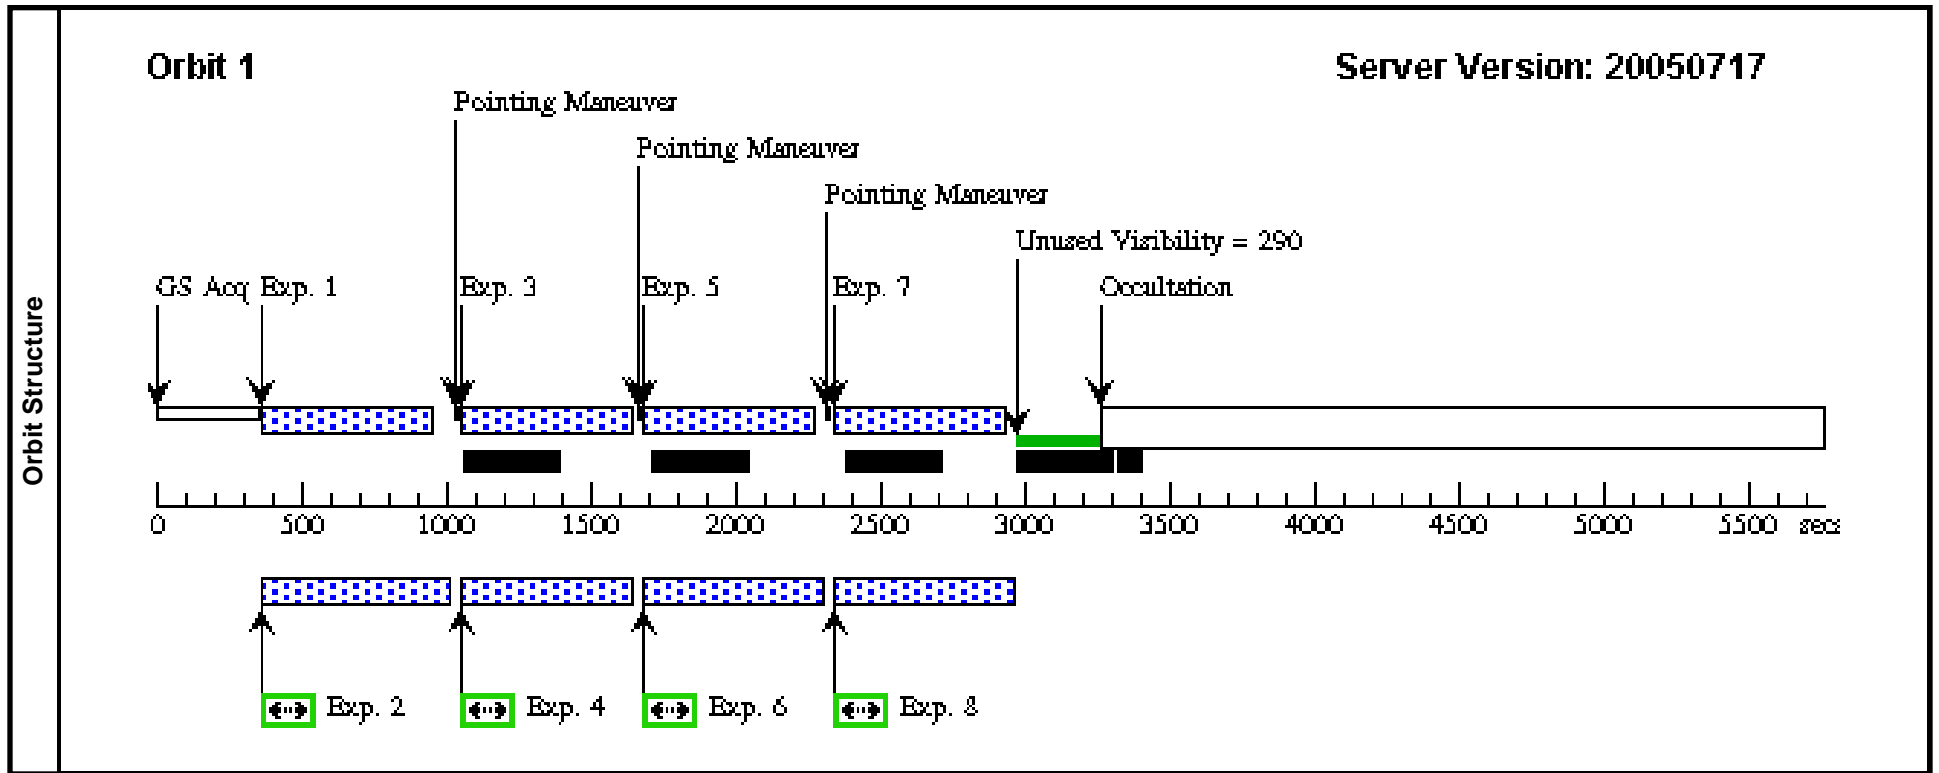 Orbit Structure
Orbit 1
Server Version: 20050717
Pointing Maneuver
Pointing Maneuver
Pointing Maneuver
Unused Visibility = 290
GS Acq Exp. 1 Exp. 3 Exp. 5 Exp. 7 Occultation
0 500 1000 1500 2000 2500 3000 3500 4000 4500 5000 5500 secs
Exp. 2 Exp. 4 Exp. 6 Exp. 8